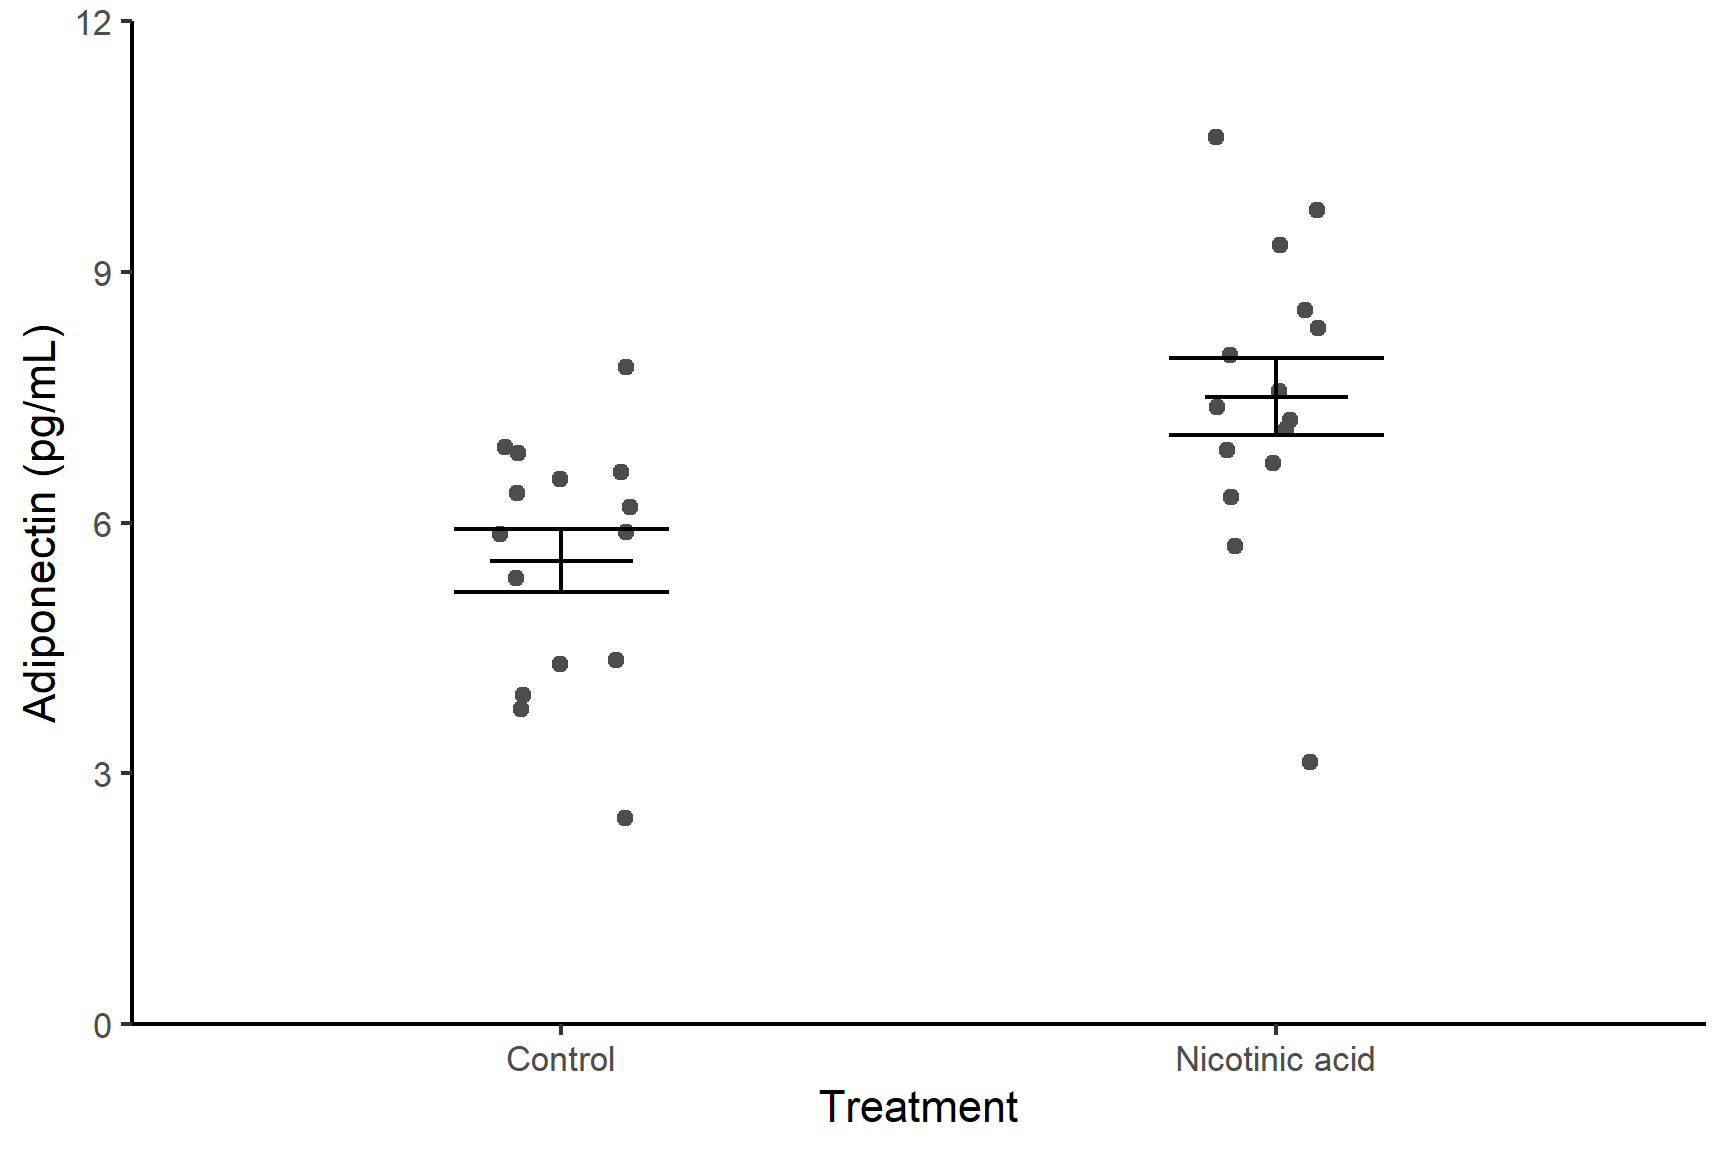 12
9
6
3
0
Adiponectin (pg/mL)
Control
Nicotinic acid
Treatment